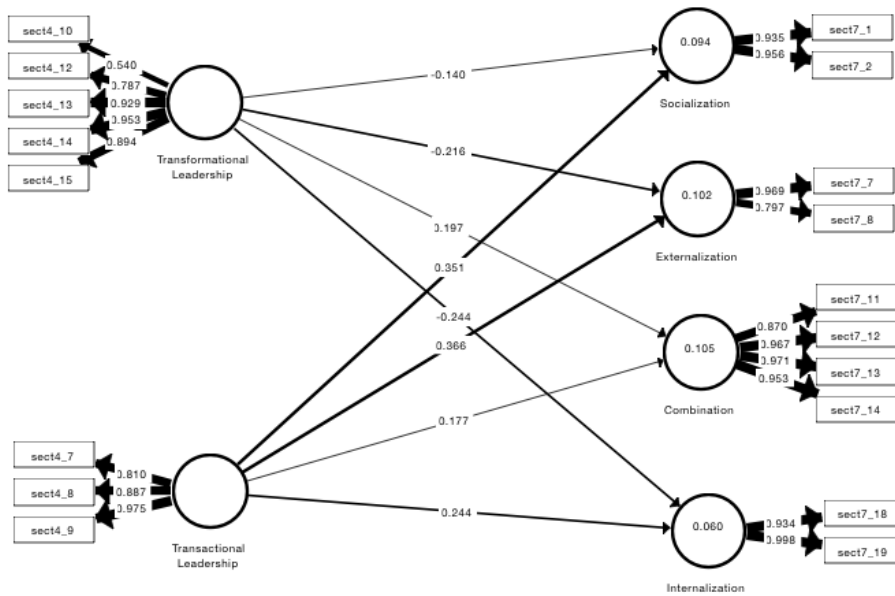 sect4_10
sect4_12
sect4_13
sect4_14
sect4_15
0.540
0.787
0.929
0.953
0.894
Transformational
Leadership
sect4_7
sect4_8
sect4_9
0.810
0.887
0.975
Transactional
Leadership
-0.140
-0.216
0.197
0.351
-0.244
0.366
0.177
0.244
0.094
Socialization
0.935
0.956
sect7_1
sect7_2
0.102
Externalization
0.969
0.797
sect7_7
sect7_8
0.105
Combination
0.870
0.967
0.971
0.953
sect7_11
sect7_12
sect7_13
sect7_14
0.060
Internalization
0.934
0.998
sect7_18
sect7_19